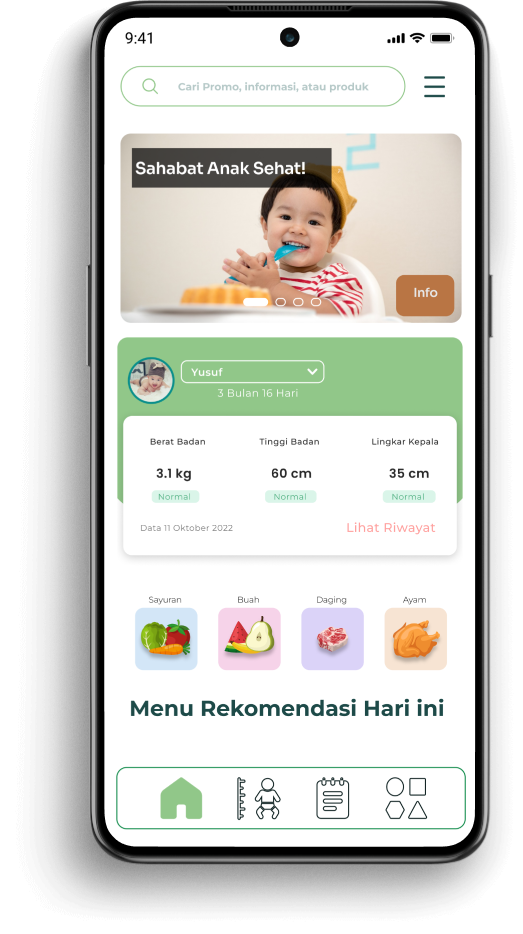 9:41
Cari Promo, informasi, atau produk
Sahabat Anak Sehat!
Info
Yusuf
3 Bulan 16 Hari
Berat Badan Tinggi Badan Lingkar Kepala
3.1 kg 60 cm 35 cm
Normal Normal Normal
Data 11 Oktober 2022 Lihat Riwayat
Sayuran Buah Daging Ayam
Menu Rekomendasi Hari ini